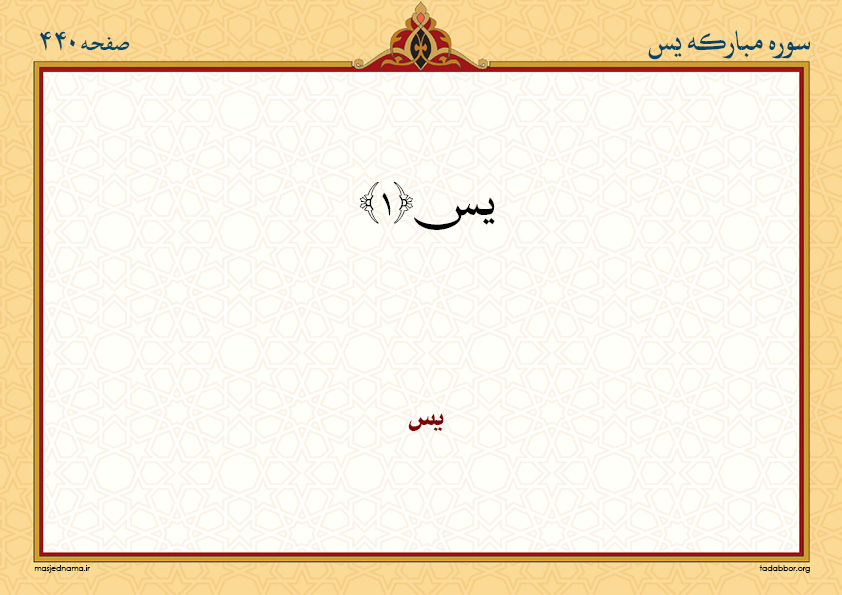 سوره مبارکه یس
صفحه ۴۴۰
یس ﴿۱﴾
یس
masjednama.ir
tadabbor.org